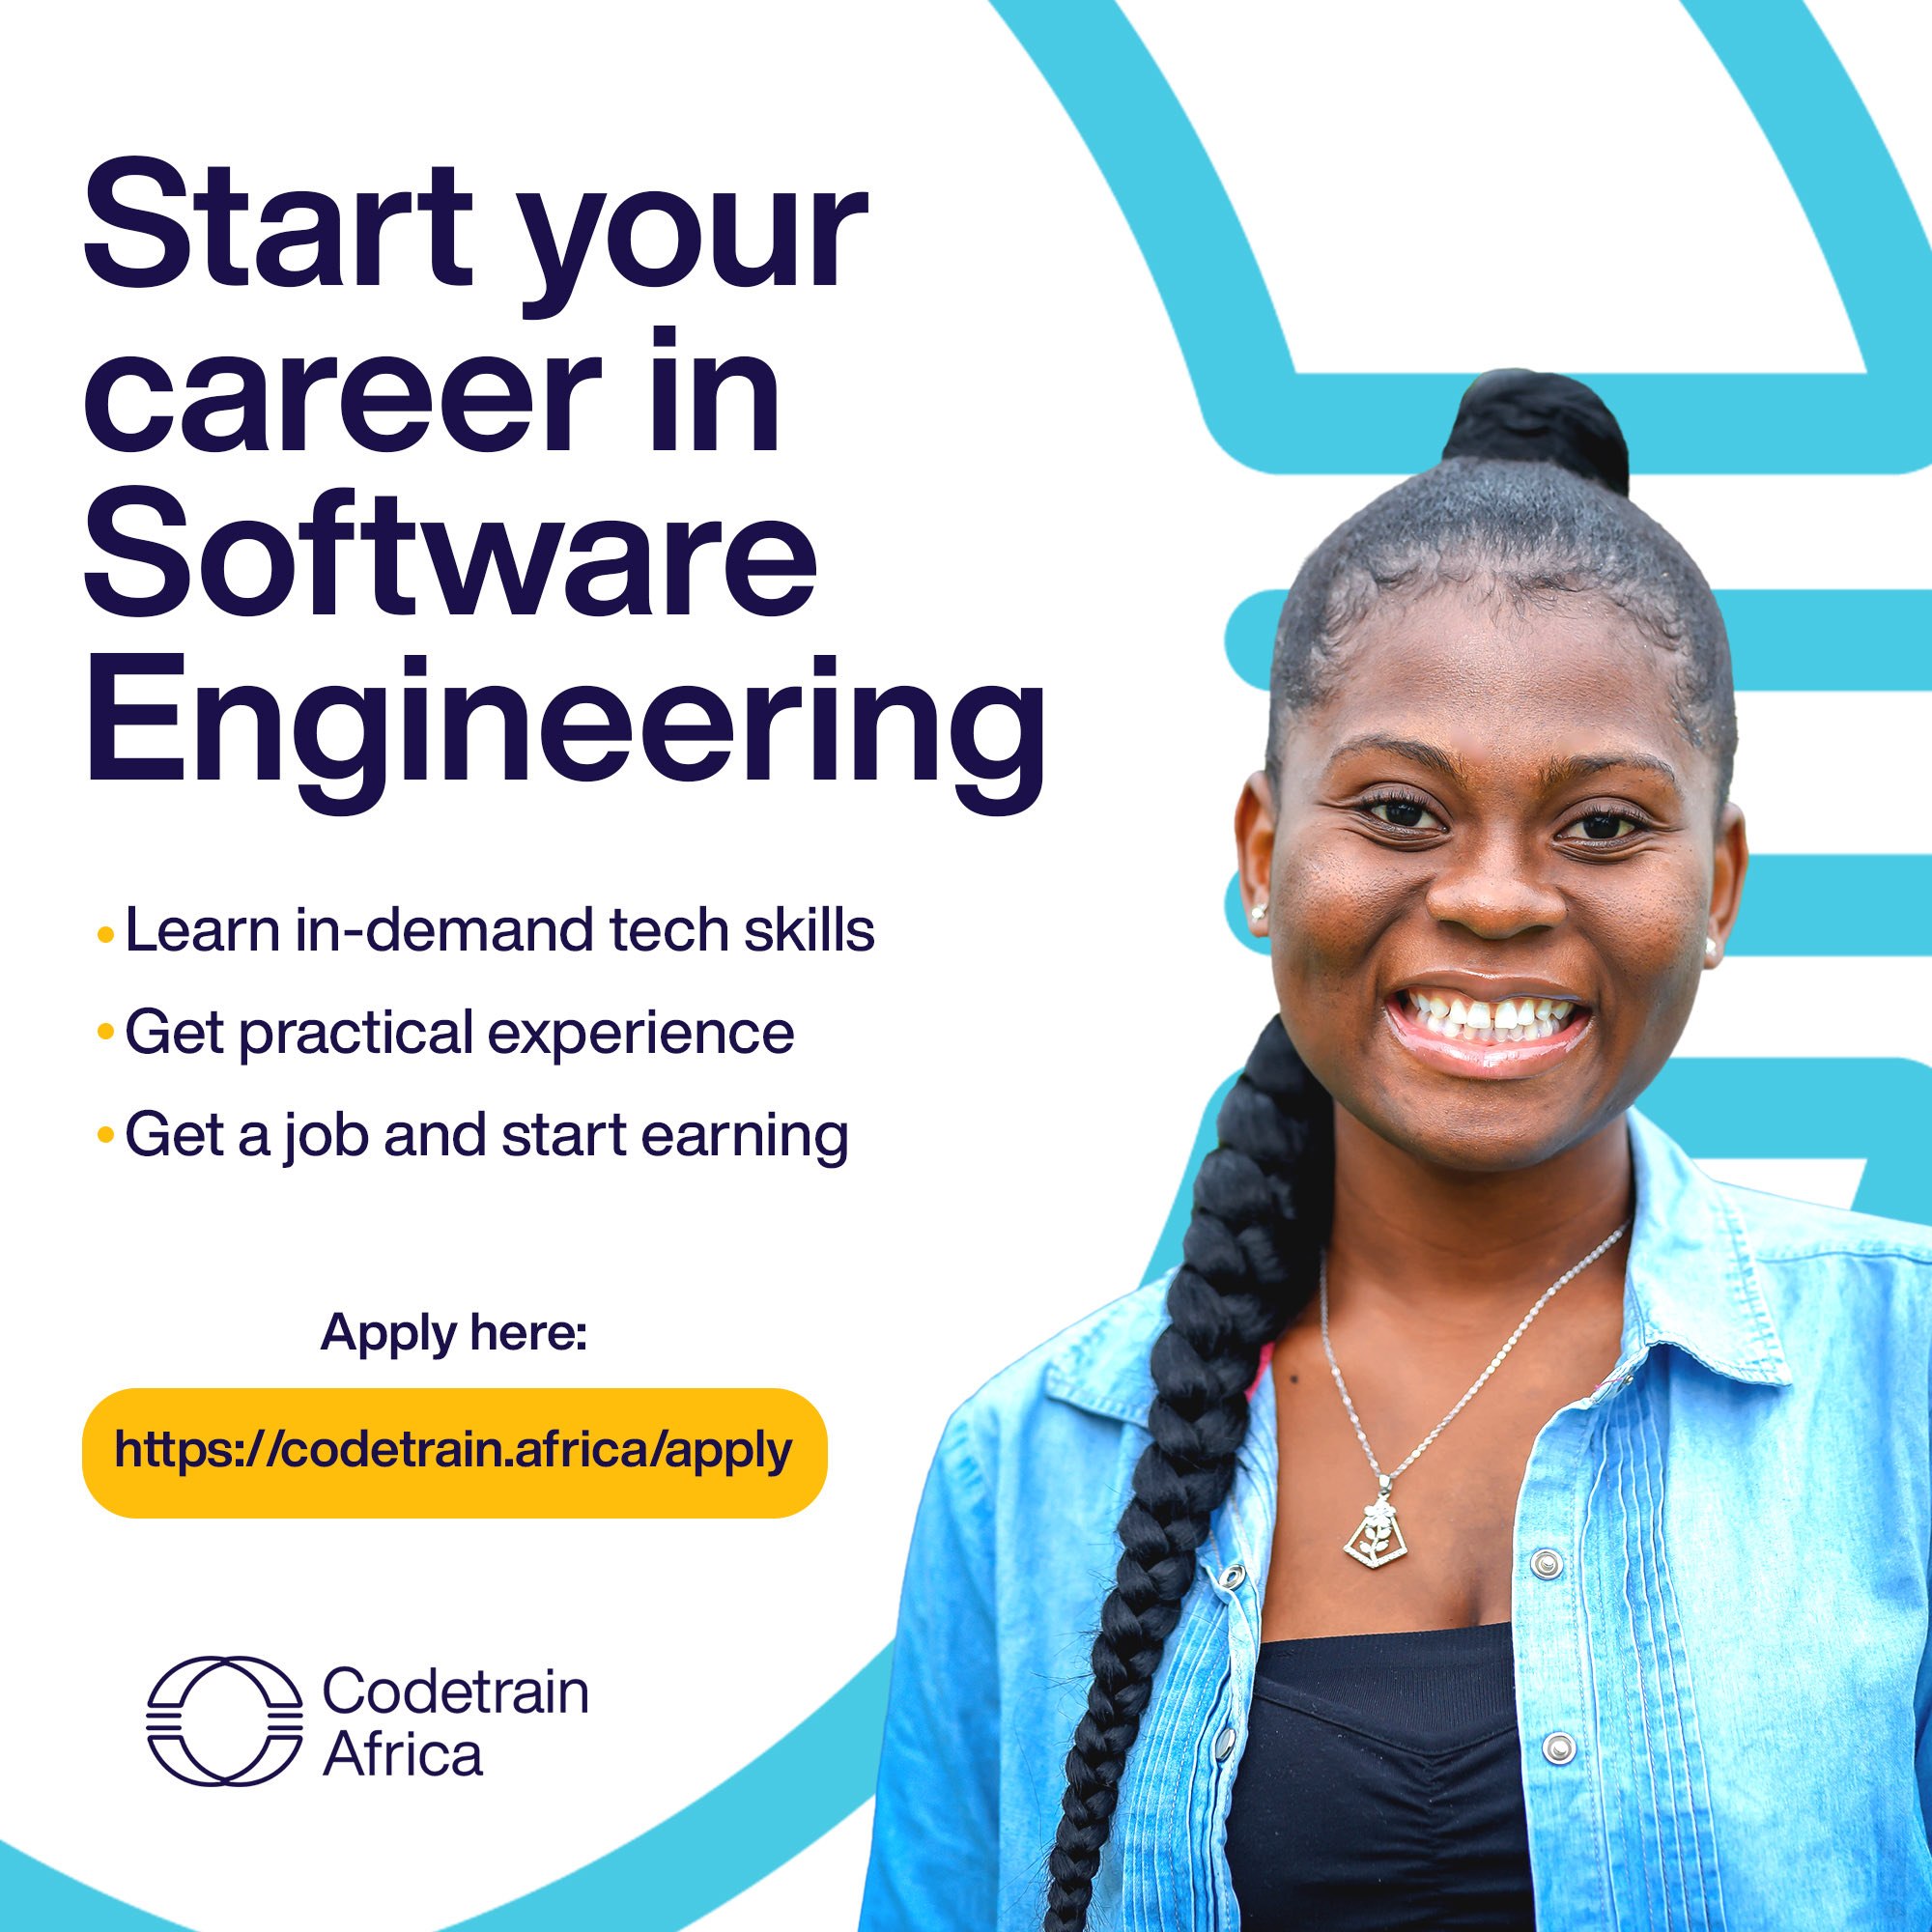 Start your
career in
Software
Engineering
• Learn in-demand tech skills
• Get practical experience
• Get a job and start earning
Apply here:
https://codetrain.africa/apply
Codetrain
Africa